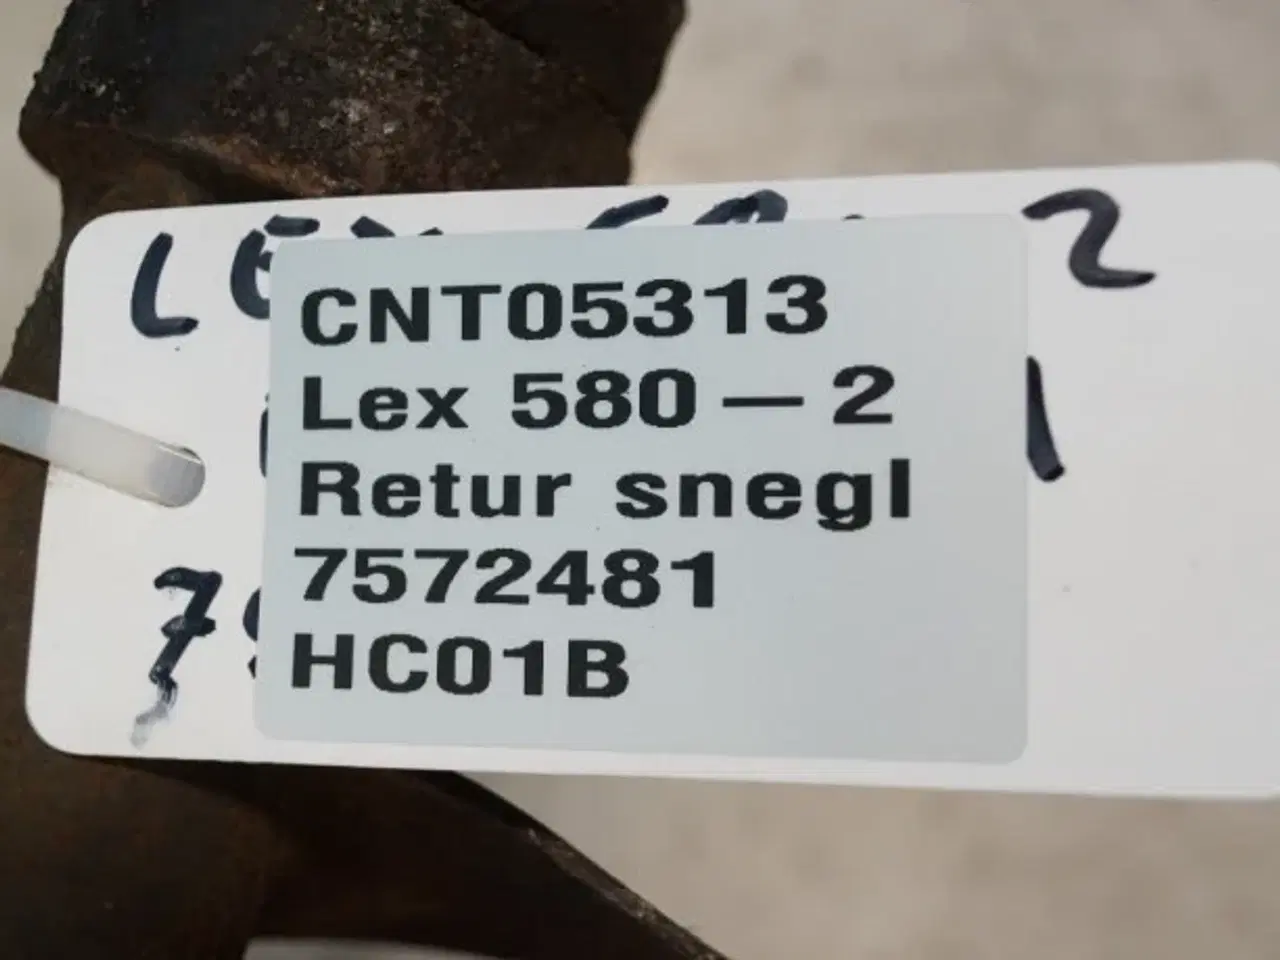 CNT05313
Lex 580 — 2
Retur snegl
7572481
HC01B